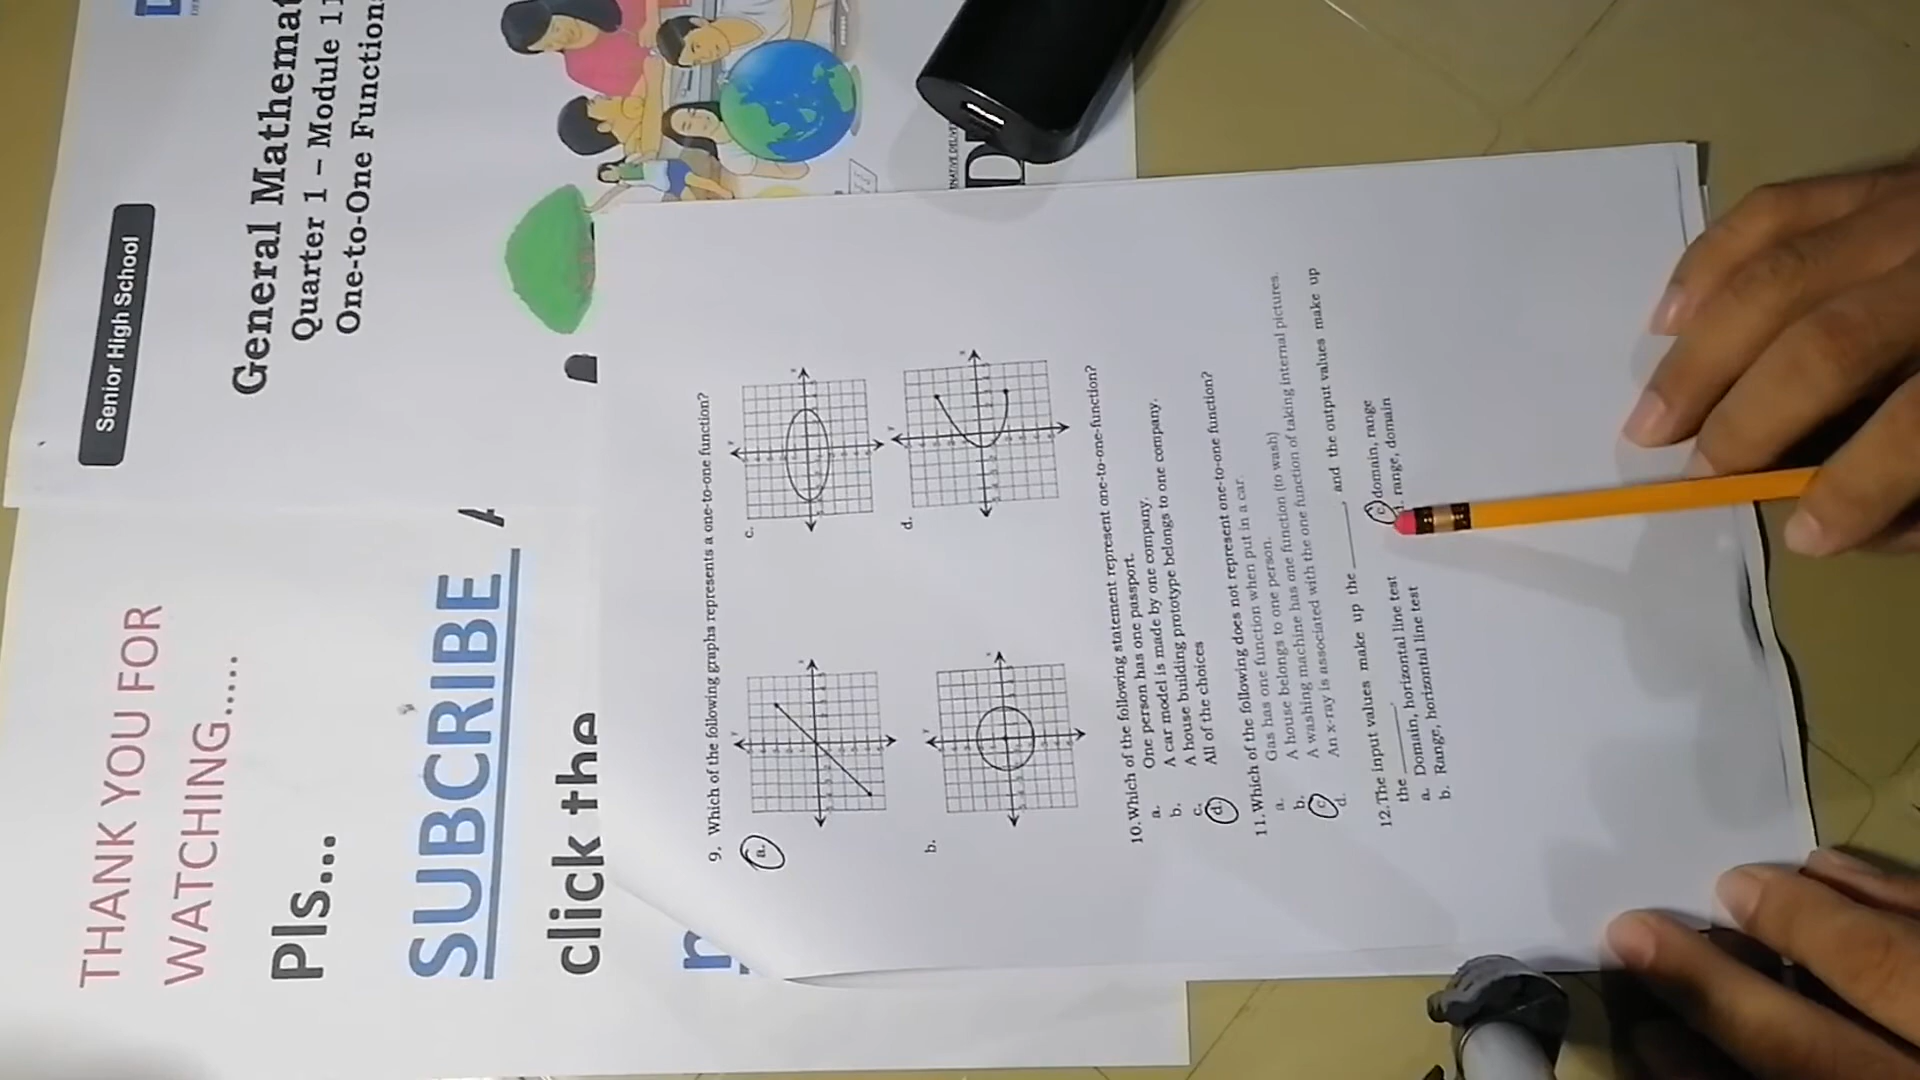 Senior High School
General Mathemat
Quarter 1 – Module 11
One-to-One Function
THANK YOU FOR
WATCHING.....
Pls...
SUBCRIBE
click the
9. Which of the following graphs represents a one-to-one function?
a.
c.
b.
d.
10. Which of the following statement represent one-to-one-function?
a. One person has one passport.
b. A car model is made by one company.
c. A house building prototype belongs to one company.
d. All of the choices
11. Which of the following does not represent one-to-one function?
a. Gas has one function when put in a car.
b. A house belongs to one person.
c. A washing machine has one function (to wash)
d. An x-ray is associated with the one function of taking internal pictures.
12. The input values make up the ______, and the output values make up
the ______.
a. Domain, horizontal line test
b. Range, horizontal line test
c. domain, range
range, domain